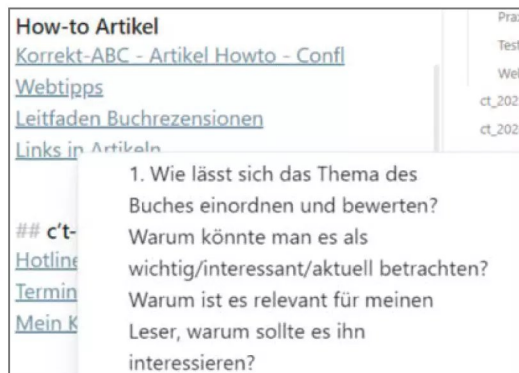 How-to Artikel
Korrekt-ABC - Artikel Howto - Confl
Webtipps
Leitfaden Buchrezensionen
Links in Artikeln
1. Wie lässt sich das Thema des
Buches einordnen und bewerten?
Warum könnte man es als
wichtig/interessant/aktuell betrachten?
Warum ist es relevant für meinen
Leser, warum sollte es ihn
interessieren?
## c't-
Hotline
Termin
Mein K
Pra
Test
ct_202
ct_202